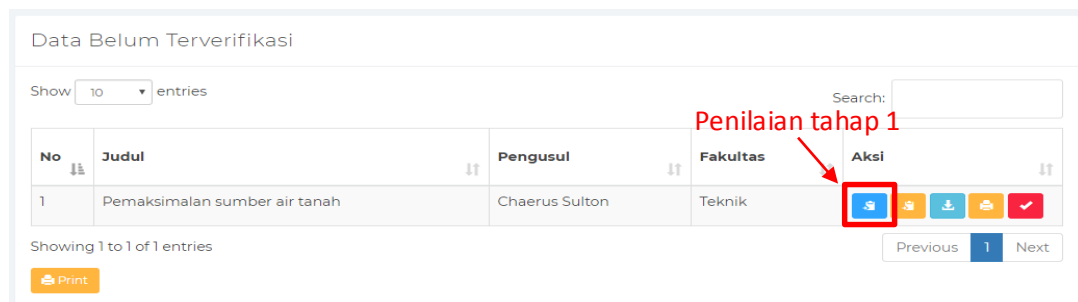 Data Belum Terverifikasi
Show 10 entries
Search:
Penilaian tahap 1
No Judul Pengusul Fakultas Aksi
1 Pemaksimalan sumber air tanah Chaerus Sulton Teknik
Showing 1 to 1 of 1 entries
Previous 1 Next
Print